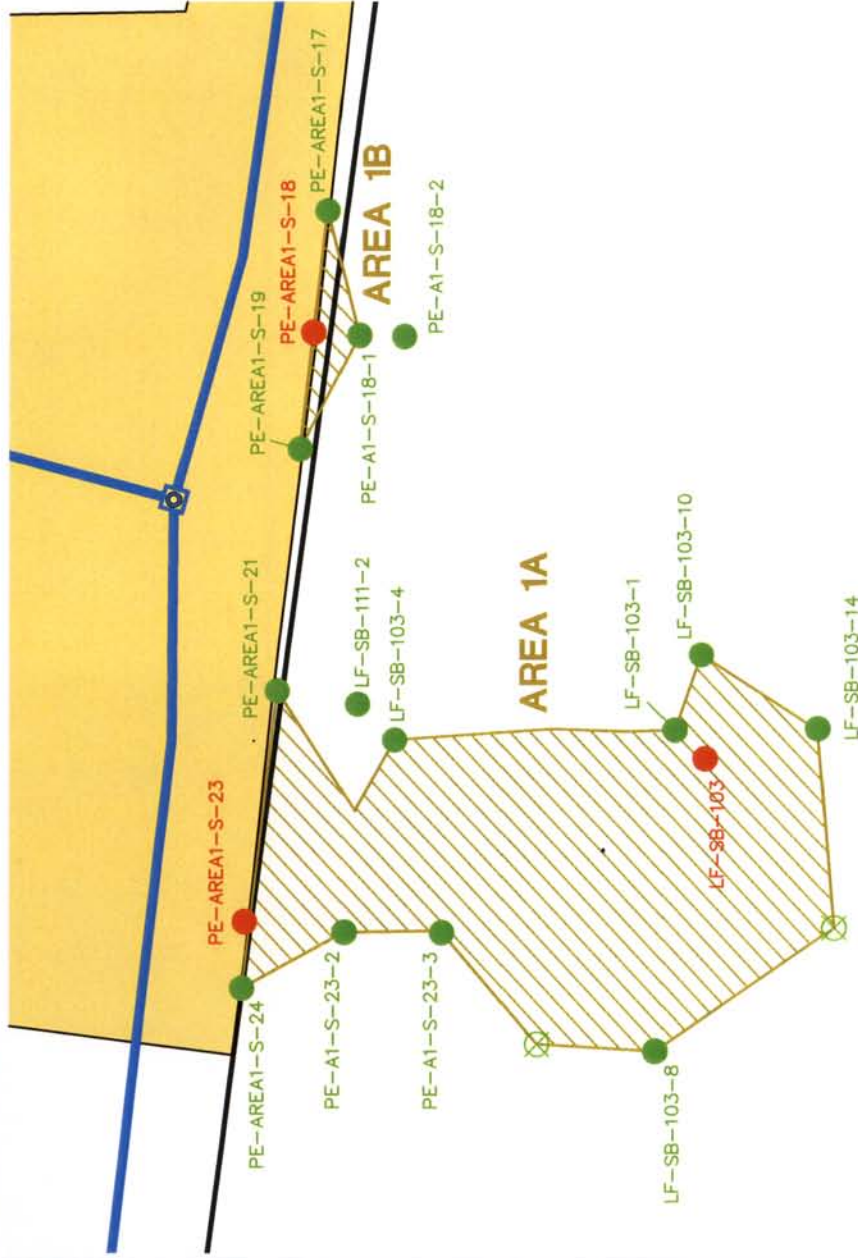 PE-AREA1-S-24
PE-AREA1-S-23
PE-AREA1-S-21
PE-AREA1-S-19
PE-AREA1-S-18
PE-AREA1-S-17
PE-A1-S-23-2
PE-A1-S-23-3
LF-SB-111-2
LF-SB-103-4
PE-A1-S-18-1
AREA 1B
PE-A1-S-18-2
AREA 1A
LF-SB-103-8
LF-SB-103
LF-SB-103-1
LF-SB-103-10
LF-SB-103-14